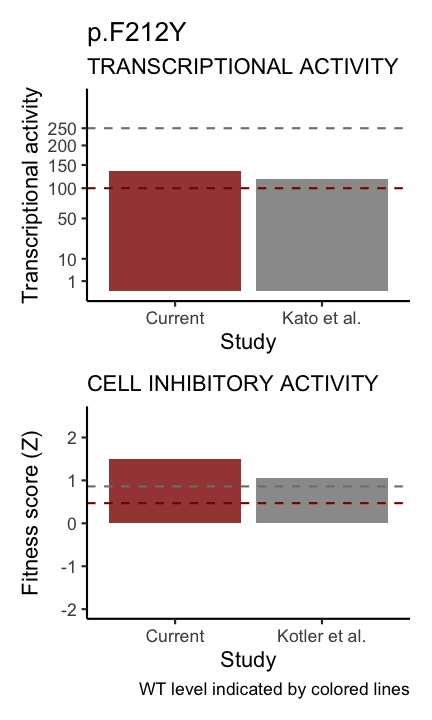 p.F212Y
TRANSCRIPTIONAL ACTIVITY
Transcriptional activity
250
200
150
100
50
10
1
Current
Kato et al.
Study
CELL INHIBITORY ACTIVITY
Fitness score (Z)
2
1
0
-1
-2
Current
Kotler et al.
Study
WT level indicated by colored lines